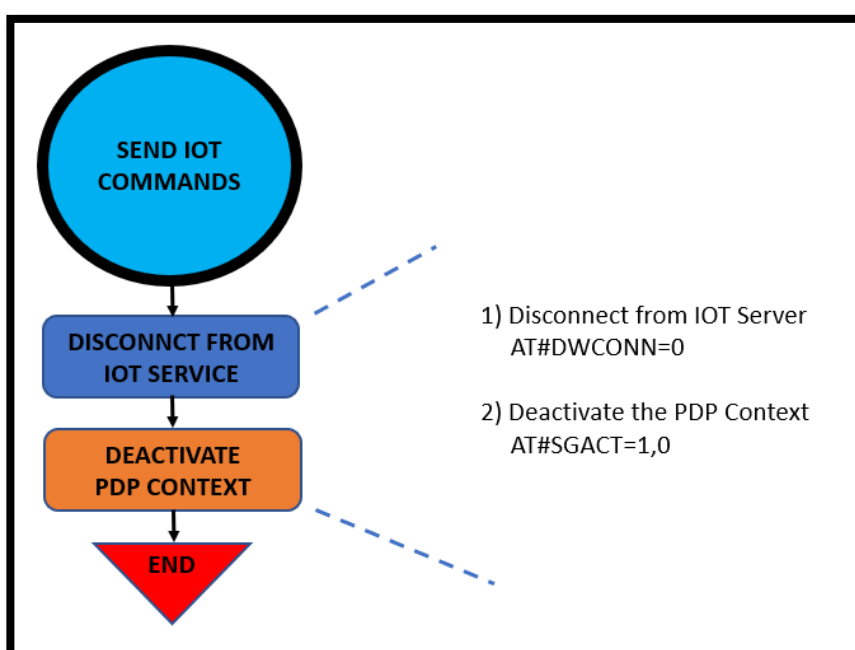 SEND IOT
COMMANDS
DISCONNCT FROM
IOT SERVICE
DEACTIVATE
PDP CONTEXT
END
1) Disconnect from IOT Server
AT#DWCONN=0
2) Deactivate the PDP Context
AT#SGACT=1,0